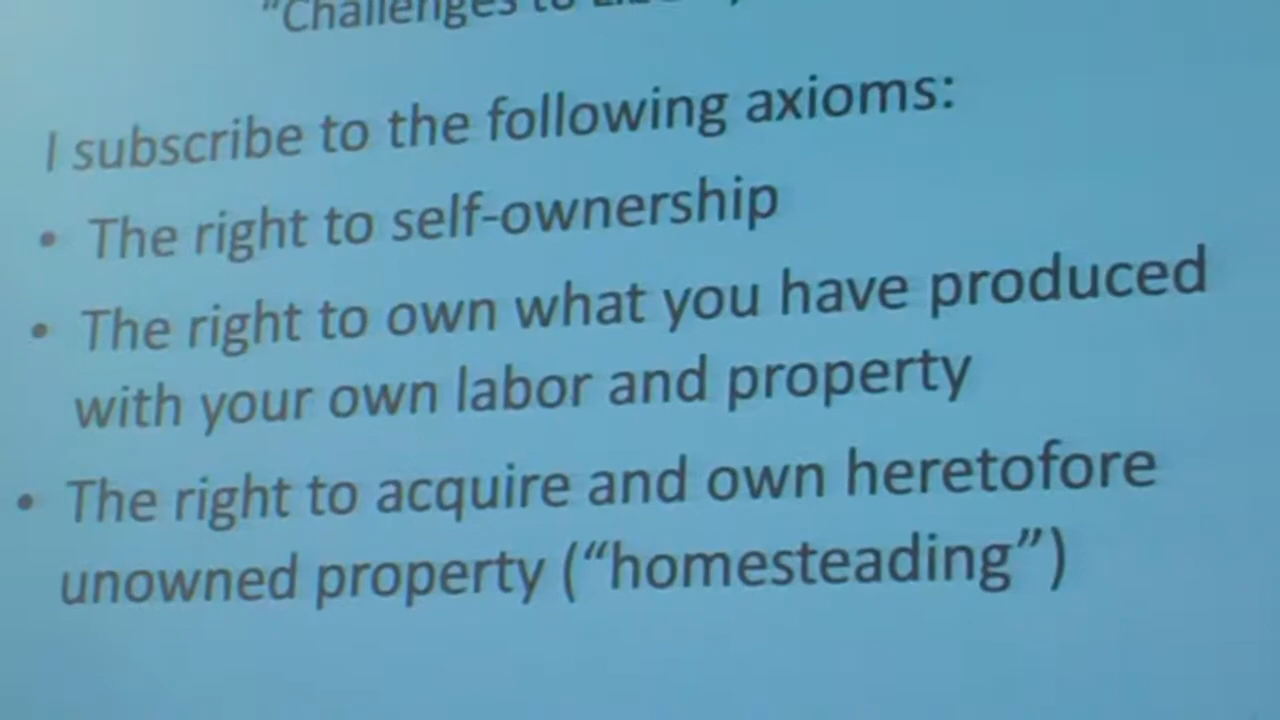 “Challenges to
I subscribe to the following axioms:
• The right to self-ownership
• The right to own what you have produced
with your own labor and property
• The right to acquire and own heretofore
unowned property (“homesteading”)